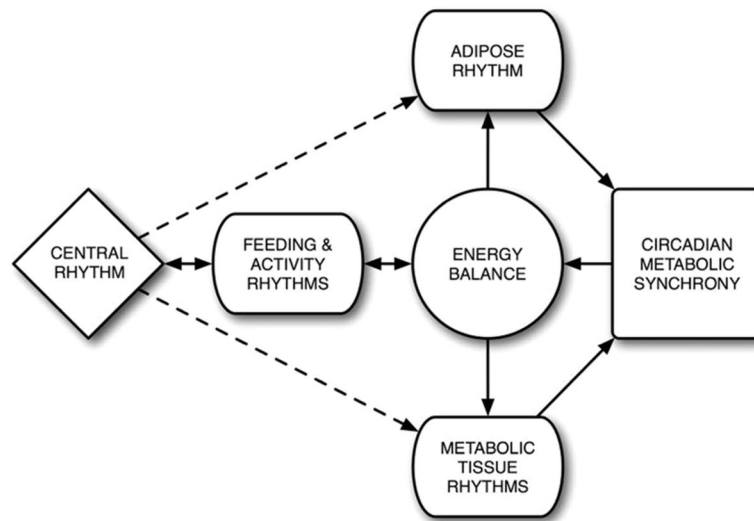 ADIPOSE
RHYTHM
CENTRAL
RHYTHM
FEEDING &
ACTIVITY
RHYTHMS
ENERGY
BALANCE
CIRCADIAN
METABOLIC
SYNCHRONY
METABOLIC
TISSUE
RHYTHMS